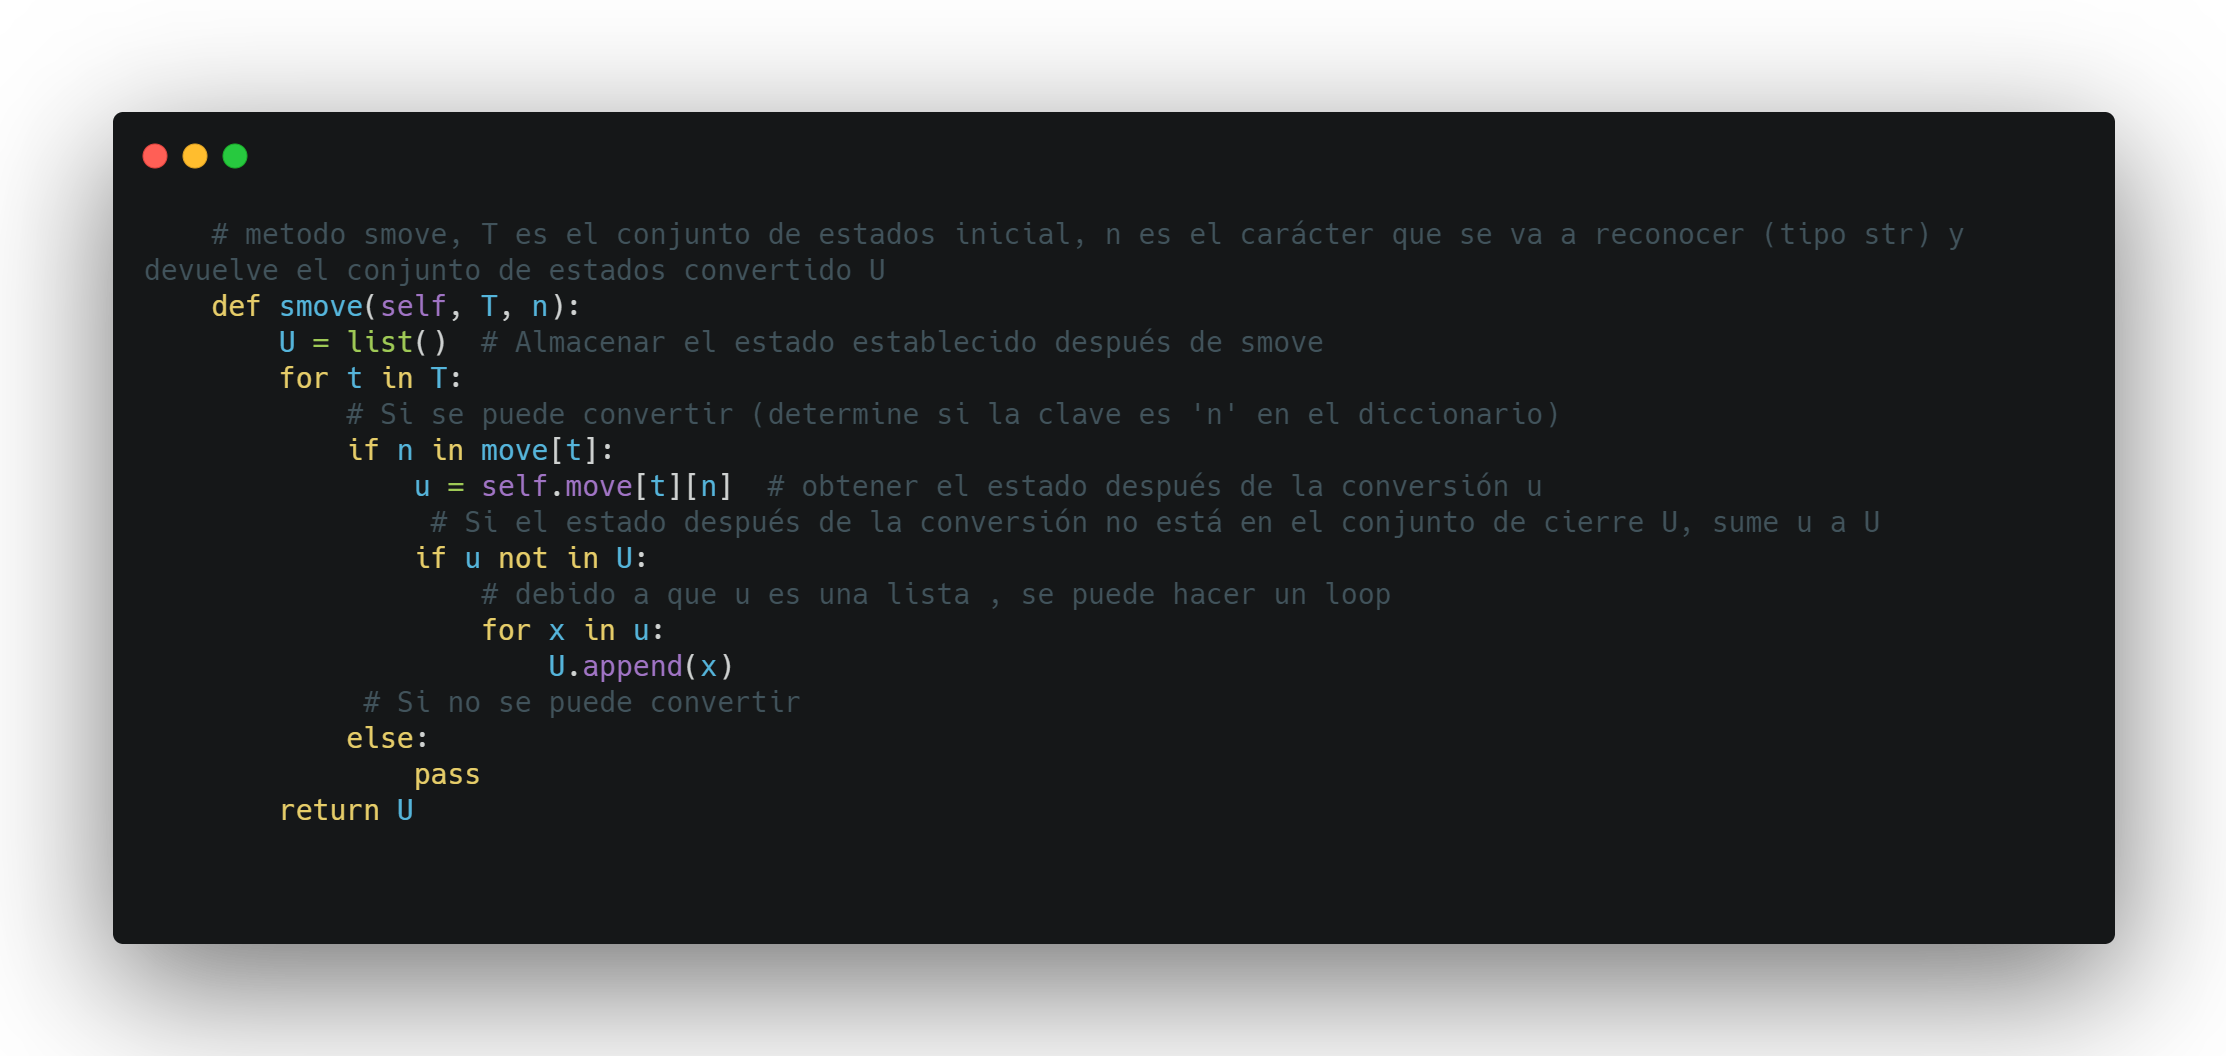 # metodo smove, T es el conjunto de estados inicial, n es el carácter que se va a reconocer (tipo str) y
devuelve el conjunto de estados convertido U
    def smove(self, T, n):
        U = list()  # Almacenar el estado establecido después de smove
        for t in T:
            # Si se puede convertir (determine si la clave es 'n' en el diccionario)
            if n in move[t]:
                u = self.move[t][n]  # obtener el estado después de la conversión u
                 # Si el estado después de la conversión no está en el conjunto de cierre U, sume u a U
                if u not in U:
                    # debido a que u es una lista , se puede hacer un loop
                    for x in u:
                        U.append(x)
             # Si no se puede convertir
            else:
                pass
        return U